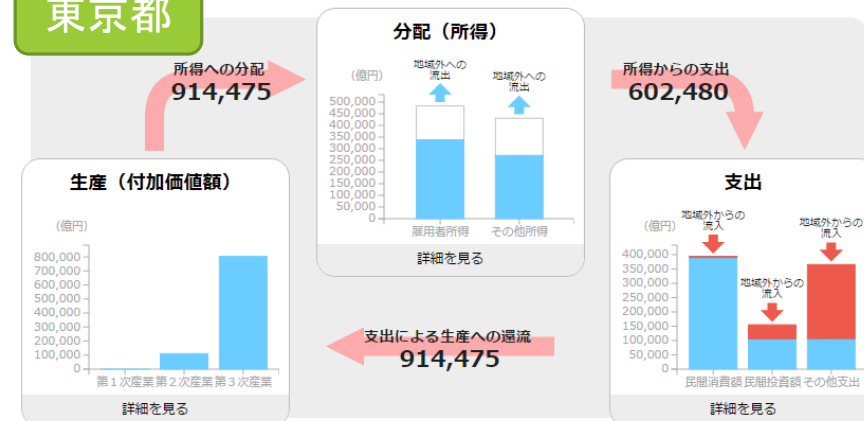 東京都
所得への分配
914,475
分配（所得）
（億円）
地域外への
流出
地域外への
流出
500,000
450,000
400,000
350,000
300,000
250,000
200,000
150,000
100,000
50,000
0
雇用者所得 その他所得
詳細を見る
所得からの支出
602,480
生産（付加価値額）
（億円）
800,000
700,000
600,000
500,000
400,000
300,000
200,000
100,000
0
第１次産業 第２次産業 第３次産業
詳細を見る
支出による生産への還流
914,475
支出
（億円）
地域外からの
流入
地域外からの
流入
地域外からの
流入
400,000
350,000
300,000
250,000
200,000
150,000
100,000
50,000
0
民間消費額 民間投資額 その他支出
詳細を見る